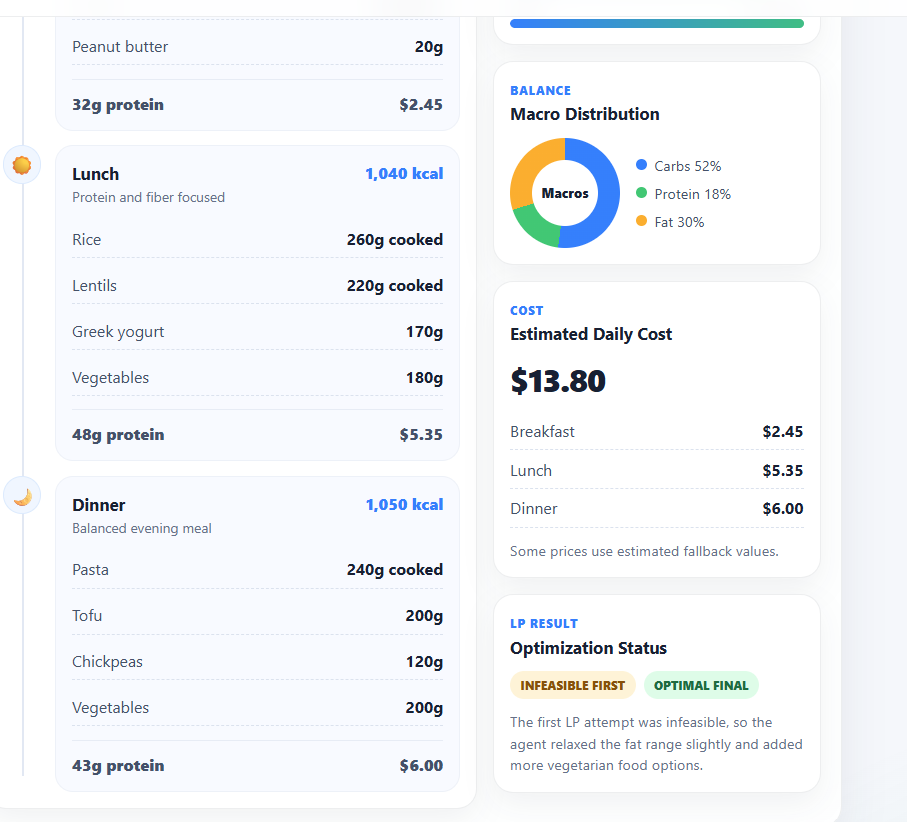 Peanut butter 20g
32g protein $2.45
Lunch 1,040 kcal
Protein and fiber focused
Rice 260g cooked
Lentils 220g cooked
Greek yogurt 170g
Vegetables 180g
48g protein $5.35
Dinner 1,050 kcal
Balanced evening meal
Pasta 240g cooked
Tofu 200g
Chickpeas 120g
Vegetables 200g
43g protein $6.00
BALANCE
Macro Distribution
Macros
Carbs 52%
Protein 18%
Fat 30%
COST
Estimated Daily Cost
$13.80
Breakfast $2.45
Lunch $5.35
Dinner $6.00
Some prices use estimated fallback values.
LP RESULT
Optimization Status
INFEASIBLE FIRST OPTIMAL FINAL
The first LP attempt was infeasible, so the
agent relaxed the fat range slightly and added
more vegetarian food options.